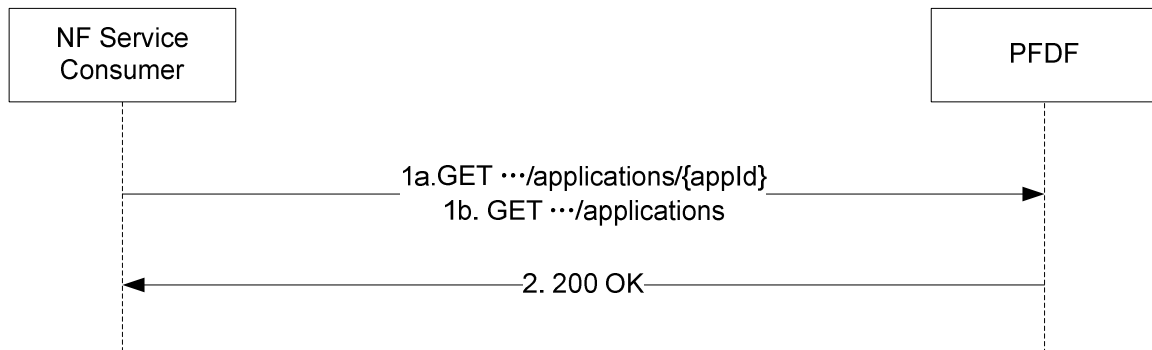 NF Service
Consumer
PFDF
1a.GET ···/applications/{appId}
1b. GET ···/applications
2. 200 OK